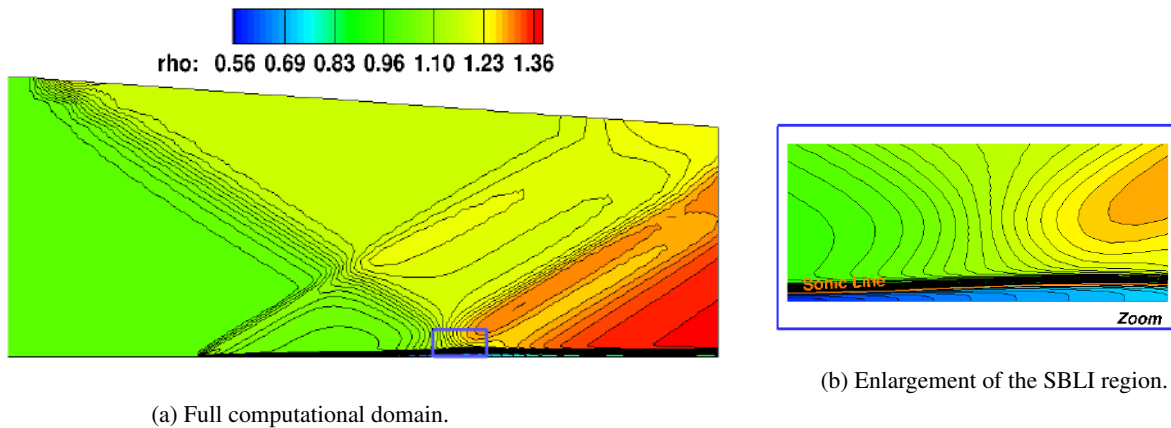 rho: 0.56 0.69 0.83 0.96 1.10 1.23 1.36
Sonic Line
Zoom
(b) Enlargement of the SBLI region.
(a) Full computational domain.